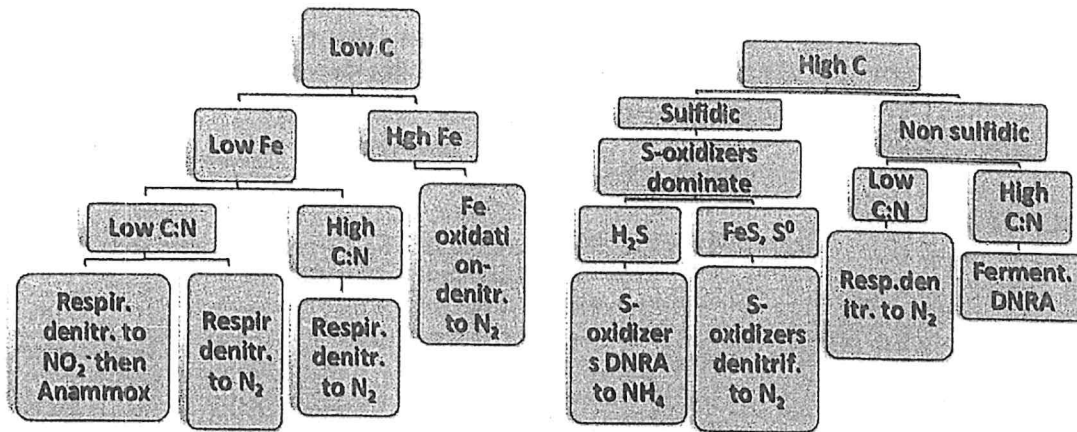 Low C
Low Fe
Hgh Fe
Low C:N
High
C:N
Fe
oxidati
on-
denitr.
to N₂
Respir.
denitr. to
NO₂⁻ then
Anammox
Respir
denitr.
to N₂
Respir.
denitr. to
to N₂
High C
Sulfidic
Non sulfidic
S-oxidizers
dominate
Low
C:N
High
C:N
H₂S
FeS, S⁰
Resp.den
itr. to N₂
Ferment.
DNRA
S-
oxidizer
s DNRA
to NH₄
S-
oxidizers
denitrif.
to N₂